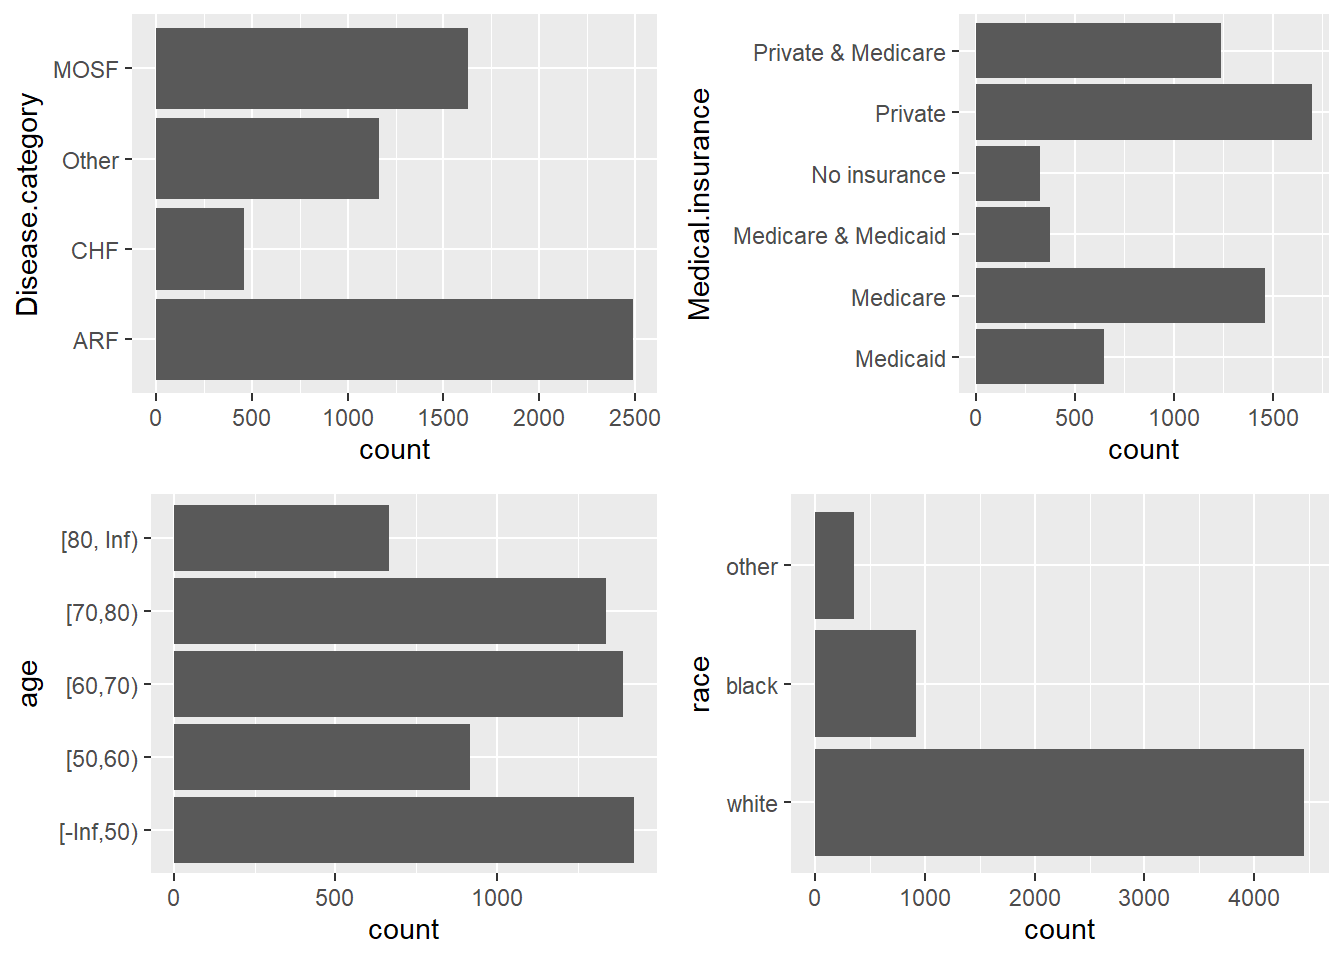 Disease.category
MOSF
Other
CHF
ARF
0 500 1000 1500 2000 2500
count
Medical.insurance
Private & Medicare
Private
No insurance
Medicare & Medicaid
Medicare
Medicaid
0 500 1000 1500
count
age
[80, Inf)
[70,80)
[60,70)
[50,60)
[-Inf,50)
0 500 1000
count
race
other
black
white
0 1000 2000 3000 4000
count